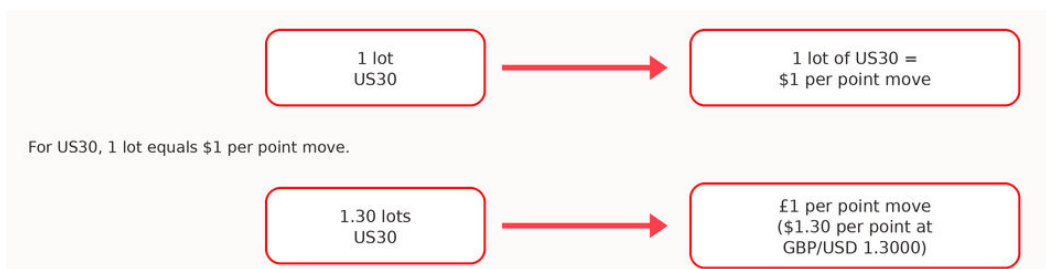 1 lot
US30
1 lot of US30 =
$1 per point move
For US30, 1 lot equals $1 per point move.
1.30 lots
US30
£1 per point move
($1.30 per point at
GBP/USD 1.3000)